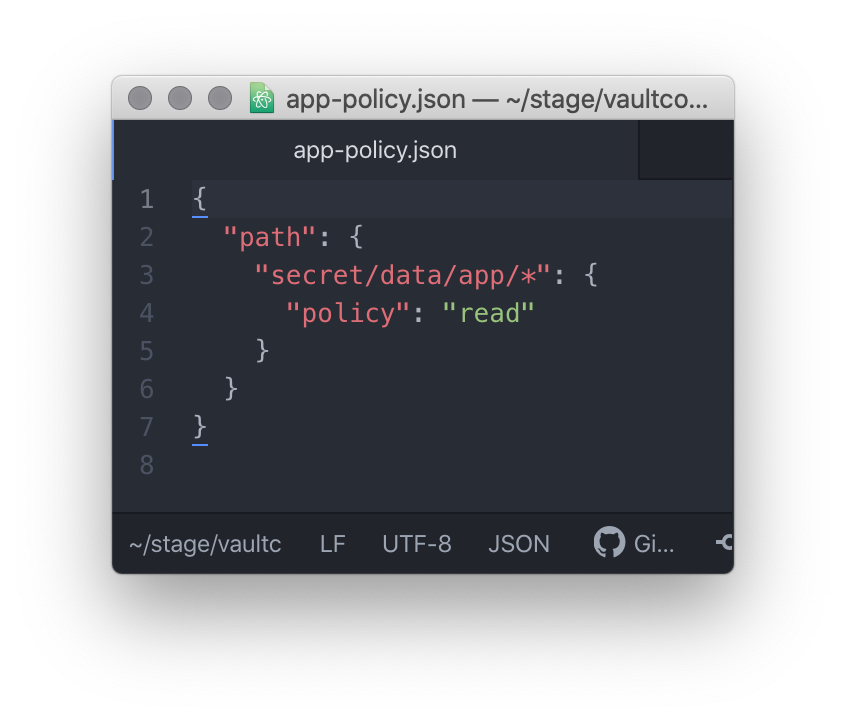 app-policy.json — ~/stage/vaultco...
app-policy.json
1 {
2   "path": {
3     "secret/data/app/*": {
4       "policy": "read"
5     }
6   }
7 }
8
~/stage/vaultc LF UTF-8 JSON Gi...